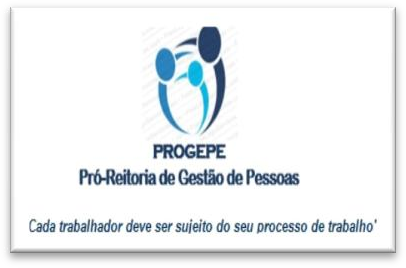 PROGEPE
Pró-Reitoria de Gestão de Pessoas
Cada trabalhador deve ser sujeito do seu processo de trabalho'